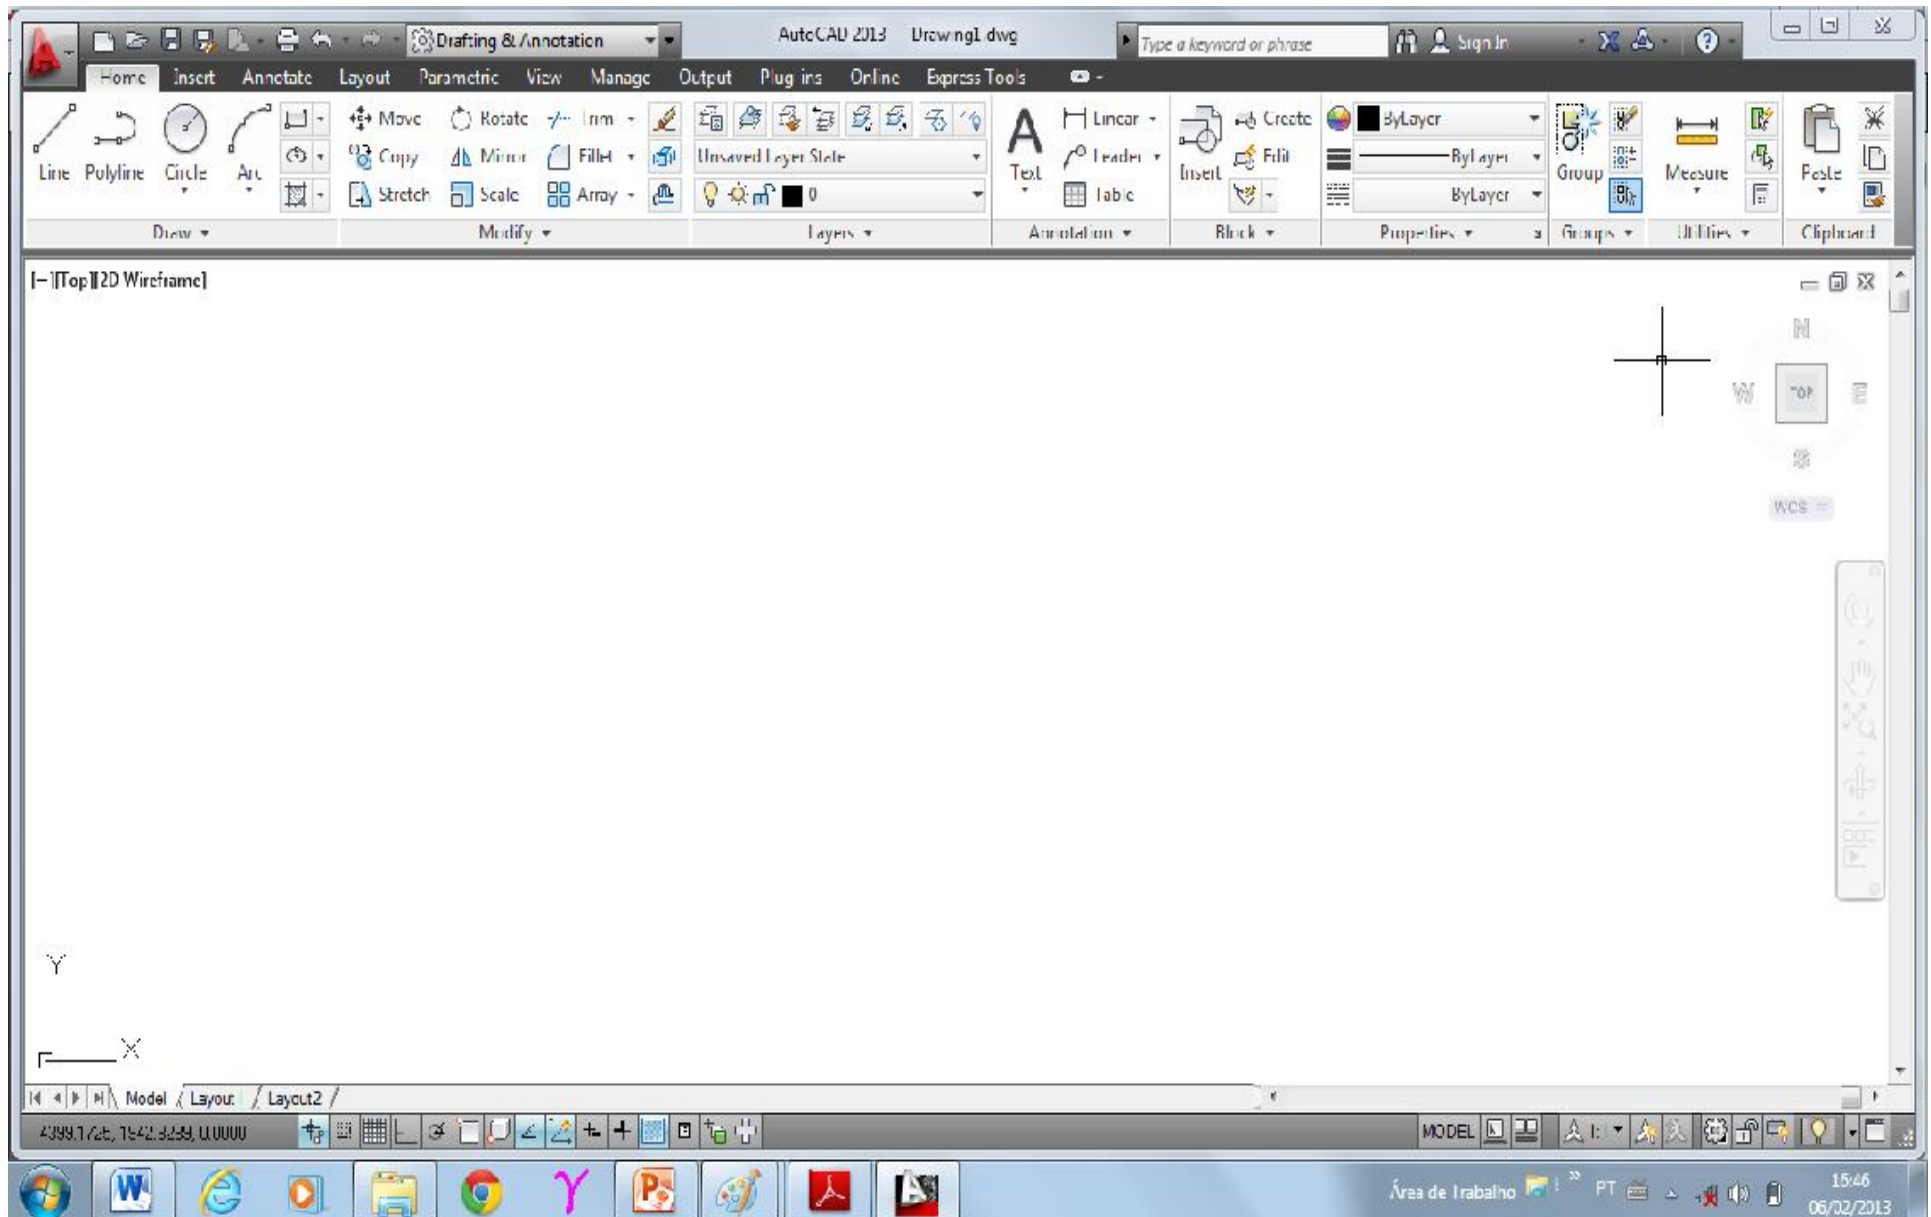 Drafting & Annotation AutoCAD 2013 Drawing1.dwg Type a keyword or phrase Sign In
Home Insert Annotate Layout Parametric View Manage Output Plug-ins Online Express Tools
Move Rotate Trim Linear Create ByLayer
Copy Mirror Fillet Unsaved Layer State Leader Edit ByLayer
Line Polyline Circle Arc Text Insert Group Measure Paste
Stretch Scale Array 0 Table ByLayer
Draw Modify Layers Annotation Block Properties Groups Utilities Clipboard
[–][Top][2D Wireframe]
N
W TOP E
S
WCS
Y
X
Model Layout Layout2
0.0000 MODEL
Área de Trabalho PT 15:46
06/02/2013